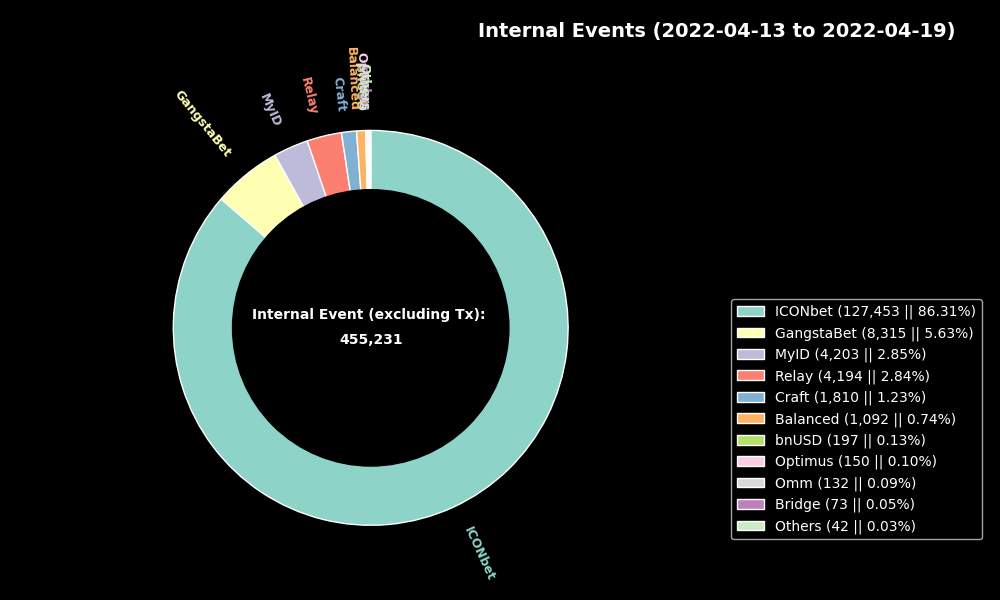 Internal Events (2022-04-13 to 2022-04-19)
GangstaBet
MyID
Relay
Craft
Balanced
Internal Event (excluding Tx):
455,231
ICONbet
ICONbet (127,453 || 86.31%)
GangstaBet (8,315 || 5.63%)
MyID (4,203 || 2.85%)
Relay (4,194 || 2.84%)
Craft (1,810 || 1.23%)
Balanced (1,092 || 0.74%)
bnUSD (197 || 0.13%)
Optimus (150 || 0.10%)
Omm (132 || 0.09%)
Bridge (73 || 0.05%)
Others (42 || 0.03%)